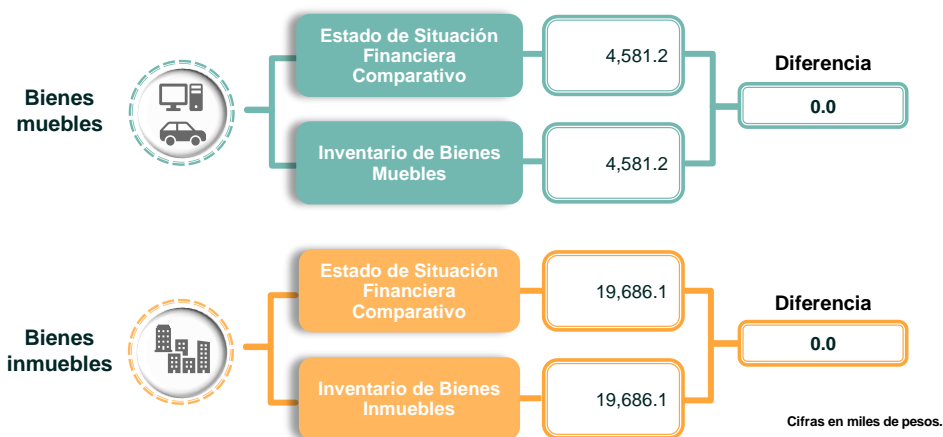 Bienes
muebles
Estado de Situación
Financiera
Comparativo
4,581.2
Inventario de Bienes
Muebles
4,581.2
Diferencia
0.0
Bienes
inmuebles
Estado de Situación
Financiera
Comparativo
19,686.1
Inventario de Bienes
Inmuebles
19,686.1
Diferencia
0.0
Cifras en miles de pesos.